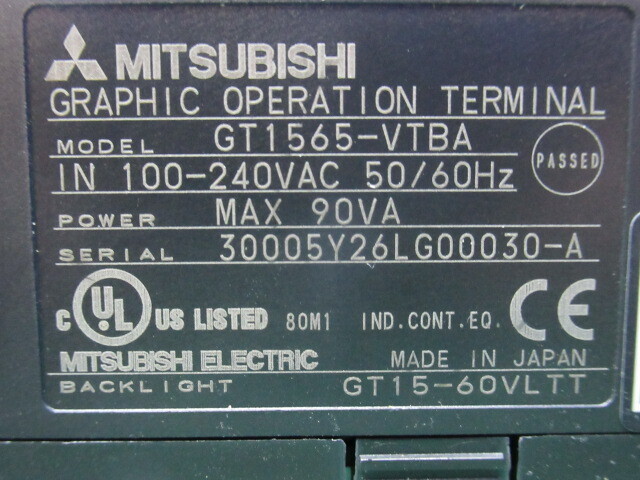 MITSUBISHI
GRAPHIC OPERATION TERMINAL
MODEL GT1565-VTBA
PASSED
IN 100-240VAC 50/60Hz
POWER MAX 90VA
SERIAL 30005Y26LG00030-A
C UL US LISTED 80M1 IND.CONT.EQ. CE
MITSUBISHI ELECTRIC MADE IN JAPAN
BACKLIGHT GT15-60VLTT